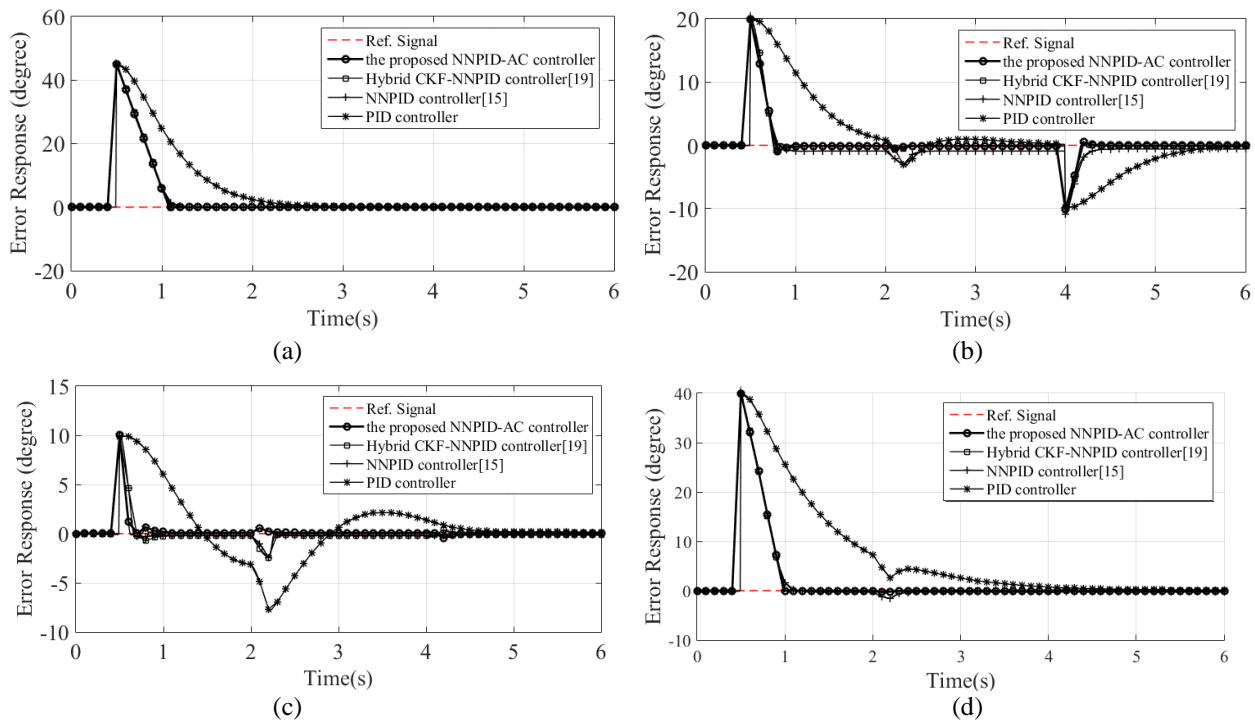 60
40
20
0
-20
Error Response (degree)
Ref. Signal
the proposed NNPID-AC controller
Hybrid CKF-NNPID controller[19]
NNPID controller[15]
PID controller
0 1 2 3 4 5 6
Time(s)
(a)
20
10
0
-10
-20
Error Response (degree)
Ref. Signal
the proposed NNPID-AC controller
Hybrid CKF-NNPID controller[19]
NNPID controller[15]
PID controller
0 1 2 3 4 5 6
Time(s)
(b)
15
10
5
0
-5
-10
Error Response (degree)
Ref. Signal
the proposed NNPID-AC controller
Hybrid CKF-NNPID controller[19]
NNPID controller[15]
PID controller
0 1 2 3 4 5 6
Time(s)
(c)
40
30
20
10
0
-10
Error Response (degree)
Ref. Signal
the proposed NNPID-AC controller
Hybrid CKF-NNPID controller[19]
NNPID controller[15]
PID controller
0 1 2 3 4 5 6
Time(s)
(d)